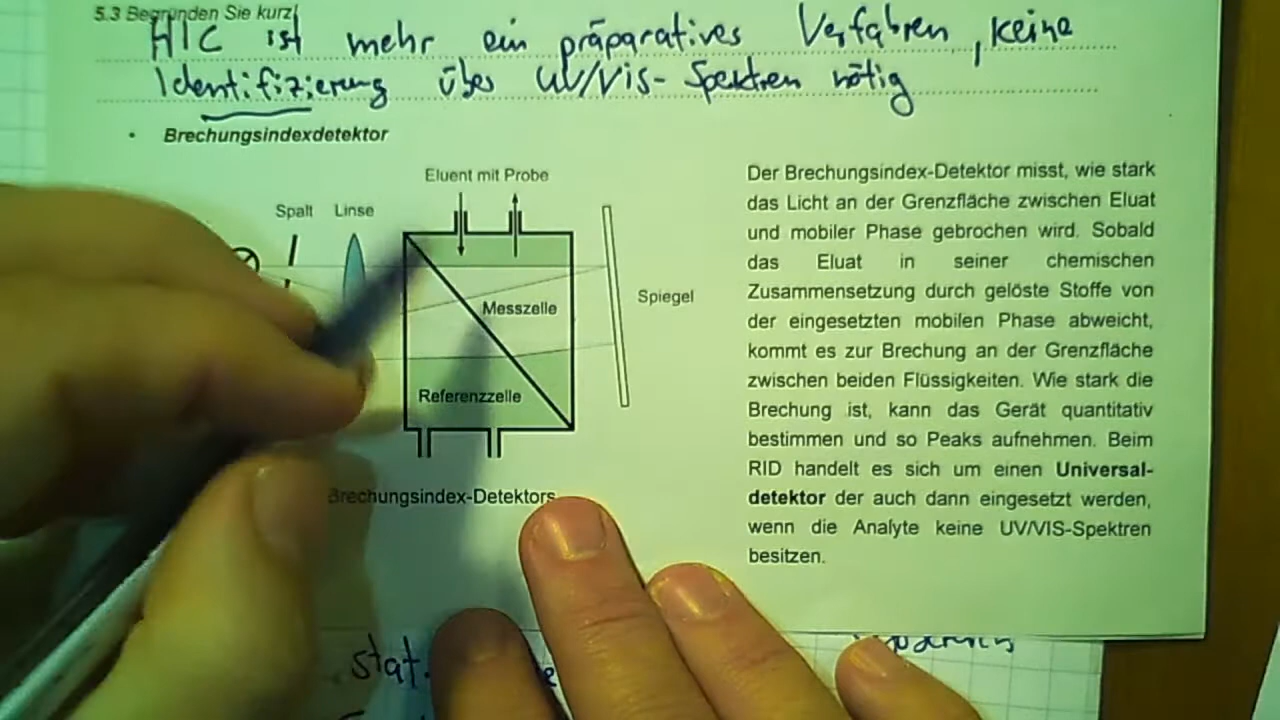 5.3 Begründen Sie kurz!
HIC ist mehr ein präparatives Verfahren, keine
Identifizierung über UV/Vis-Spektren nötig
• Brechungsindexdetektor
Eluent mit Probe
Spalt Linse
Messzelle
Spiegel
Referenzzelle
Brechungsindex-Detektors
Der Brechungsindex-Detektor misst, wie stark
das Licht an der Grenzfläche zwischen Eluat
und mobiler Phase gebrochen wird. Sobald
das Eluat in seiner chemischen
Zusammensetzung durch gelöste Stoffe von
der eingesetzten mobilen Phase abweicht,
kommt es zur Brechung an der Grenzfläche
zwischen beiden Flüssigkeiten. Wie stark die
Brechung ist, kann das Gerät quantitativ
bestimmen und so Peaks aufnehmen. Beim
RID handelt es sich um einen Universal-
detektor der auch dann eingesetzt werden,
wenn die Analyte keine UV/VIS-Spektren
besitzen.
stat.